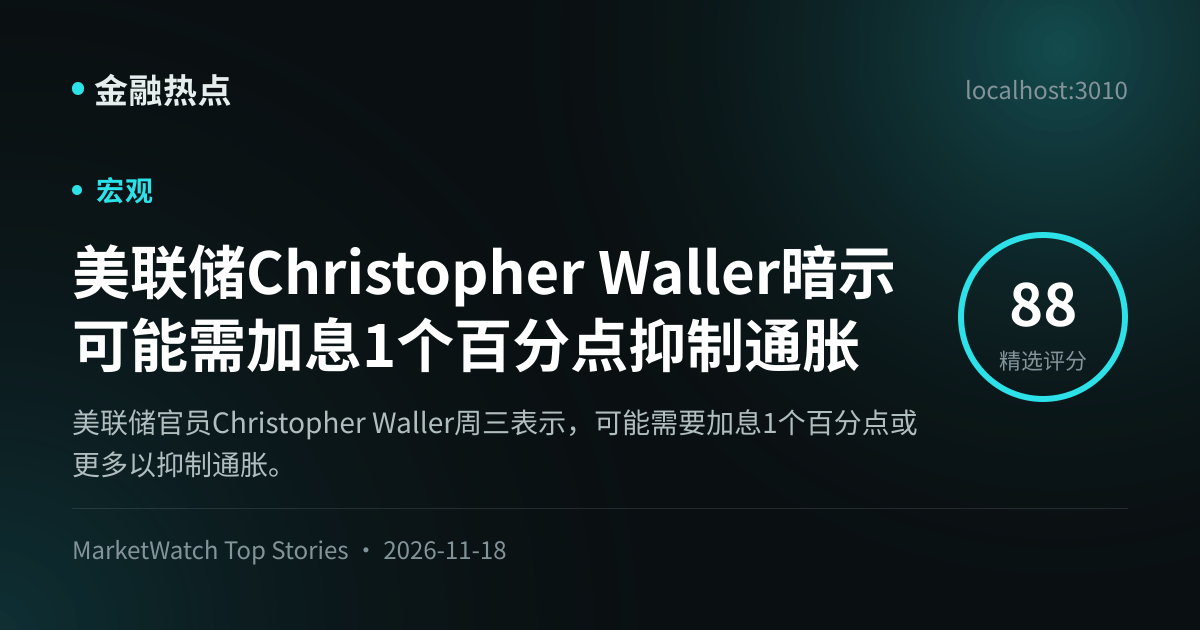 金融热点
localhost:3010
宏观
美联储Christopher Waller暗示
可能需加息1个百分点抑制通胀
88
精选评分
美联储官员Christopher Waller周三表示，可能需要加息1个百分点或
更多以抑制通胀。
MarketWatch Top Stories · 2026-11-18